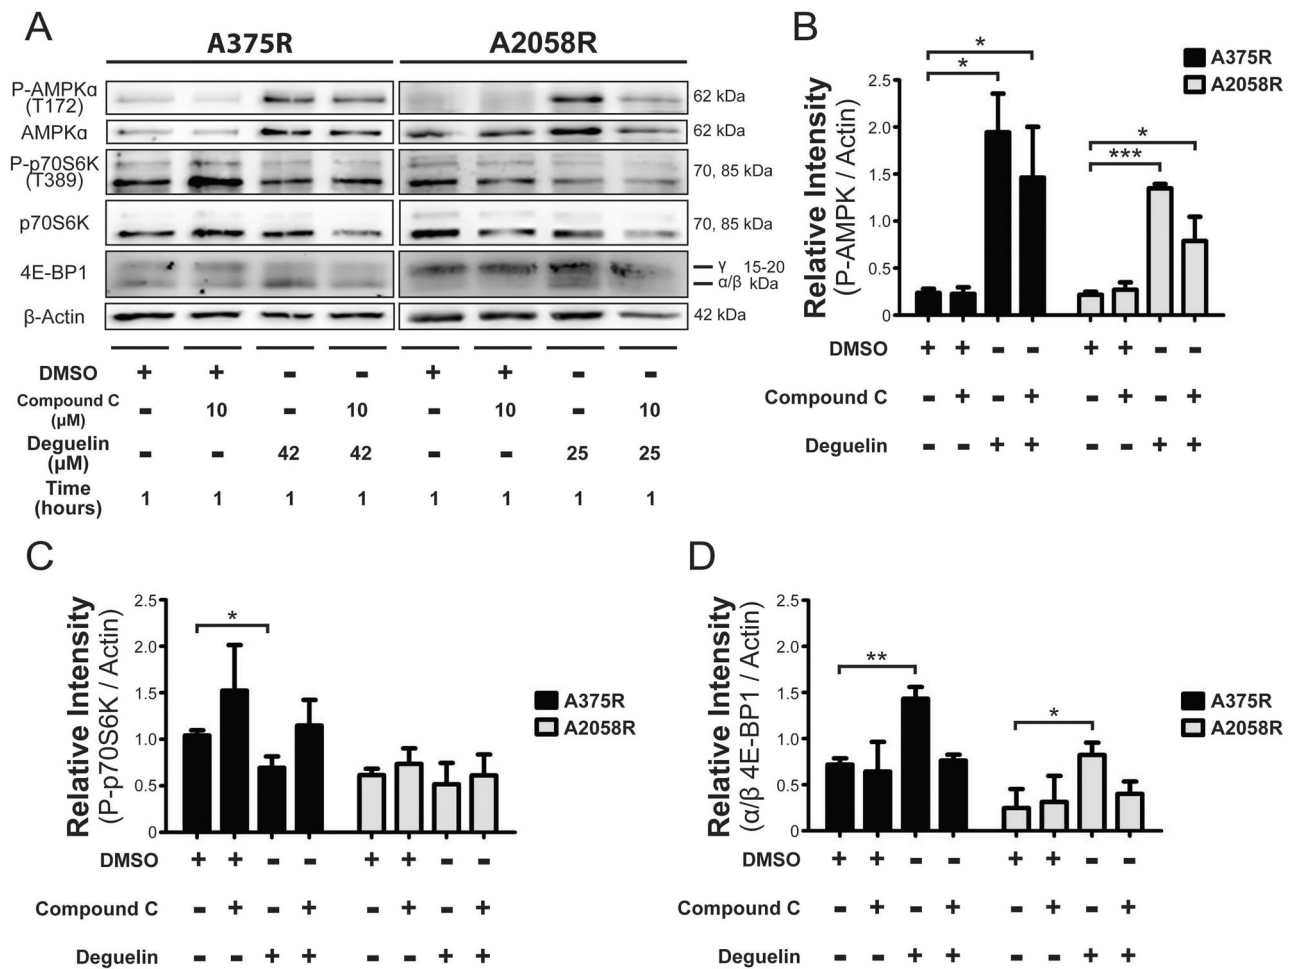 A
A375R
A2058R
P-AMPKα
(T172)
62 kDa
AMPKα
62 kDa
P-p70S6K
(T389)
70, 85 kDa
p70S6K
70, 85 kDa
4E-BP1
γ 15-20
α/β kDa
β-Actin
42 kDa
DMSO + + - - + + - -
Compound C
(µM)
- 10 - 10 - 10 - 10
Deguelin
(µM)
- - 42 42 - - 25 25
Time
(hours)
1 1 1 1 1 1 1 1
B
A375R
A2058R
Relative Intensity
(P-AMPK / Actin)
2.5
2.0
1.5
1.0
0.5
0
*
*
***
*
DMSO + + - - + + - -
Compound C - + - + - + - +
Deguelin - - + + - - + +
C
Relative Intensity
(P-p70S6K / Actin)
2.5
2.0
1.5
1.0
0.5
0
*
A375R
A2058R
DMSO + + - - + + - -
Compound C - + - + - + - +
Deguelin - - + + - - + +
D
Relative Intensity
(α/β 4E-BP1 / Actin)
2.5
2.0
1.5
1.0
0.5
0
**
*
A375R
A2058R
DMSO + + - - + + - -
Compound C - + - + - + - +
Deguelin - - + + - - + +